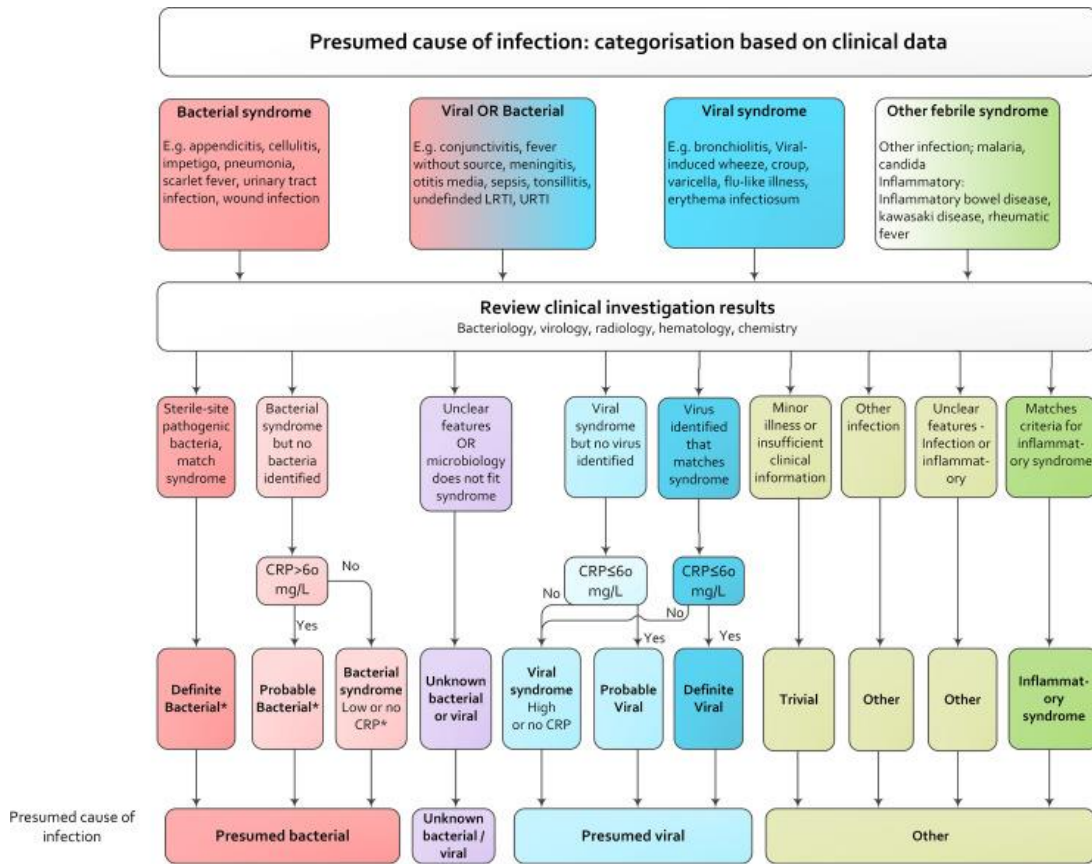 Presumed cause of infection: categorisation based on clinical data
Bacterial syndrome
E.g. appendicitis, cellulitis,
impetigo, pneumonia,
scarlet fever, urinary tract
infection, wound infection
Viral OR Bacterial
E.g. conjunctivitis, fever
without source, meningitis,
otitis media, sepsis, tonsillitis,
undefinded LRTI, URTI
Viral syndrome
E.g. bronchiolitis, Viral-
induced wheeze, croup,
varicella, flu-like illness,
erythema infectiosum
Other febrile syndrome
Other infection; malaria,
candida
Inflammatory:
Inflammatory bowel disease,
kawasaki disease, rheumatic
fever
Review clinical investigation results
Bacteriology, virology, radiology, hematology, chemistry
Sterile-site
pathogenic
bacteria,
match
syndrome
Bacterial
syndrome
but no
bacteria
identified
Unclear
features
OR
microbiology
does not fit
syndrome
Viral
syndrome
but no virus
identified
Virus
identified
that
matches
syndrome
Minor
illness or
insufficient
clinical
information
Other
infection
Unclear
features -
Infection or
inflammat-
ory
Matches
criteria for
inflammat-
ory syndrome
CRP>60
mg/L
No
Yes
CRP≤60
mg/L
No
Yes
CRP≤60
mg/L
No
Yes
Definite
Bacterial*
Probable
Bacterial*
Bacterial
syndrome
Low or no
CRP*
Unknown
bacterial
or viral
Viral
syndrome
High
or no CRP
Probable
Viral
Definite
Viral
Trivial
Other
Other
Inflammat-
ory
syndrome
Presumed cause of
infection
Presumed bacterial
Unknown
bacterial /
viral
Presumed viral
Other